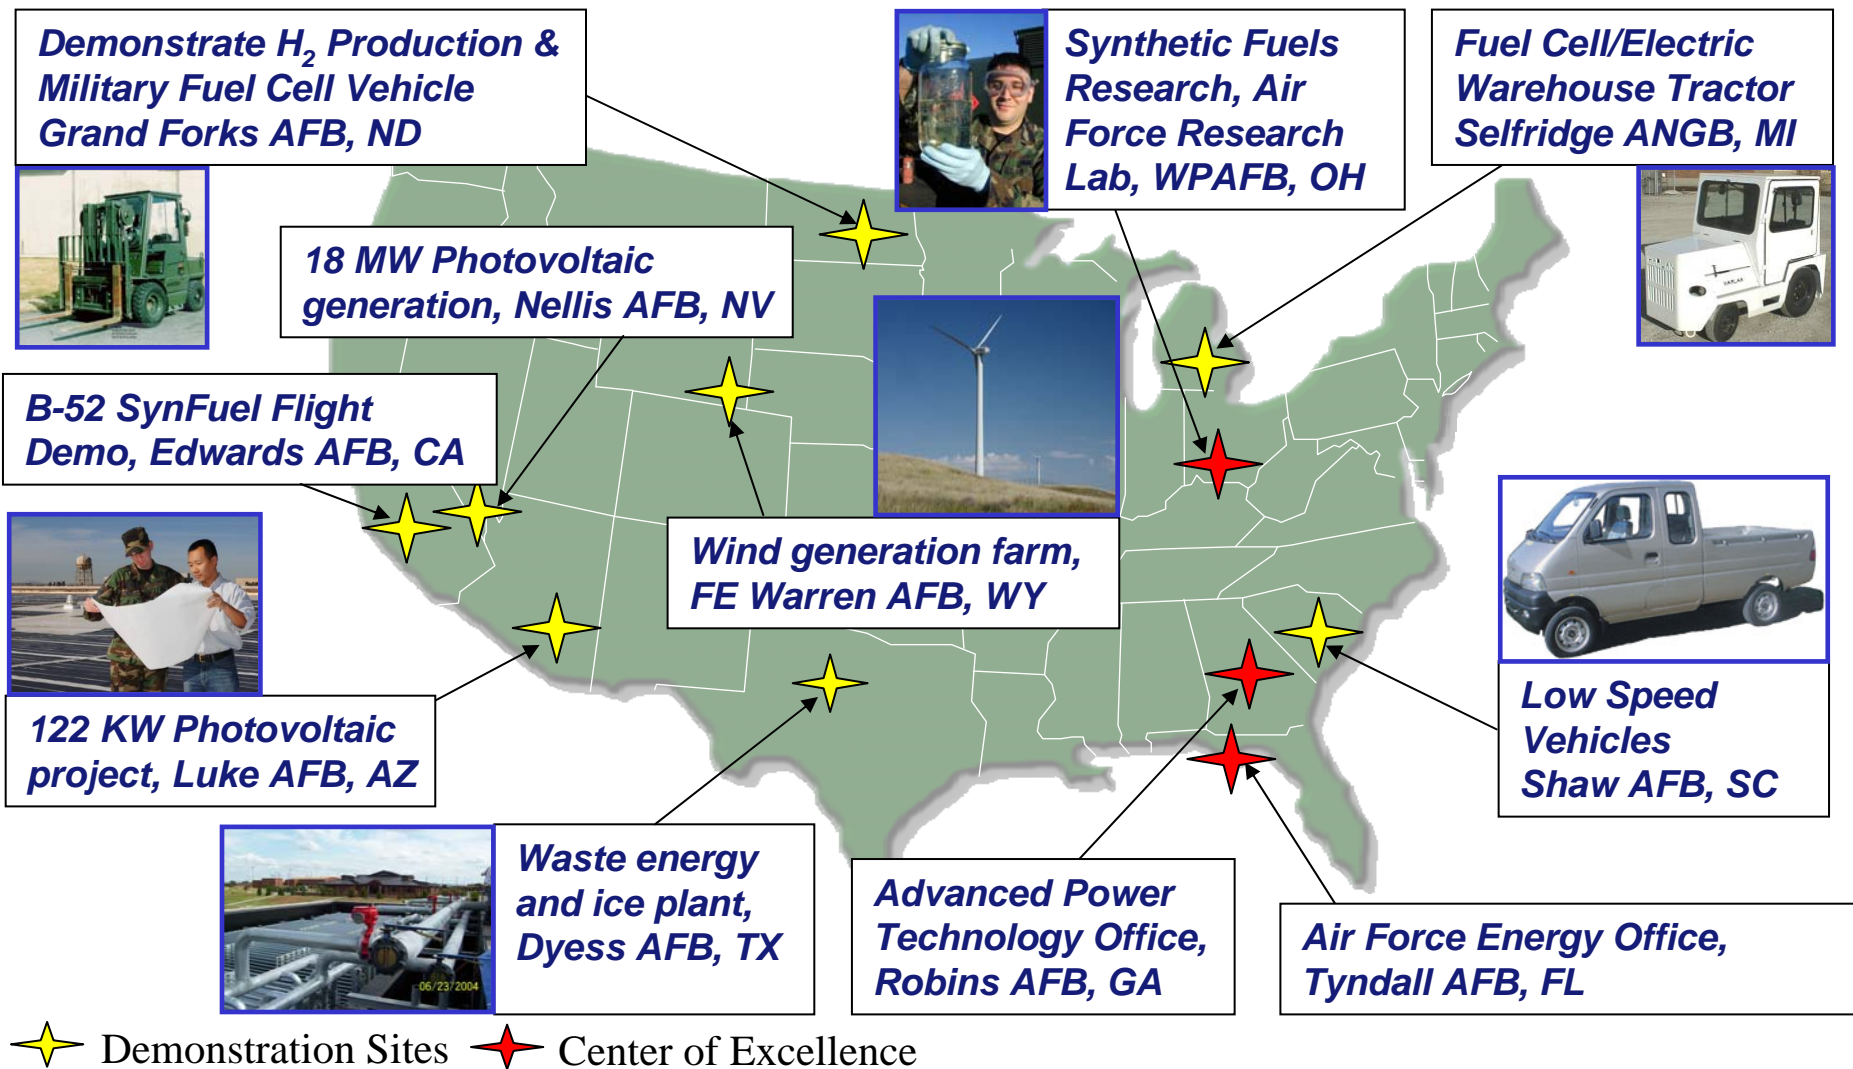 Demonstrate H2 Production &
Military Fuel Cell Vehicle
Grand Forks AFB, ND
Synthetic Fuels
Research, Air
Force Research
Lab, WPAFB, OH
Fuel Cell/Electric
Warehouse Tractor
Selfridge ANGB, MI
18 MW Photovoltaic
generation, Nellis AFB, NV
B-52 SynFuel Flight
Demo, Edwards AFB, CA
Wind generation farm,
FE Warren AFB, WY
122 KW Photovoltaic
project, Luke AFB, AZ
Low Speed
Vehicles
Shaw AFB, SC
Waste energy
and ice plant,
Dyess AFB, TX
06/23/2004
Advanced Power
Technology Office,
Robins AFB, GA
Air Force Energy Office,
Tyndall AFB, FL
Demonstration Sites
Center of Excellence